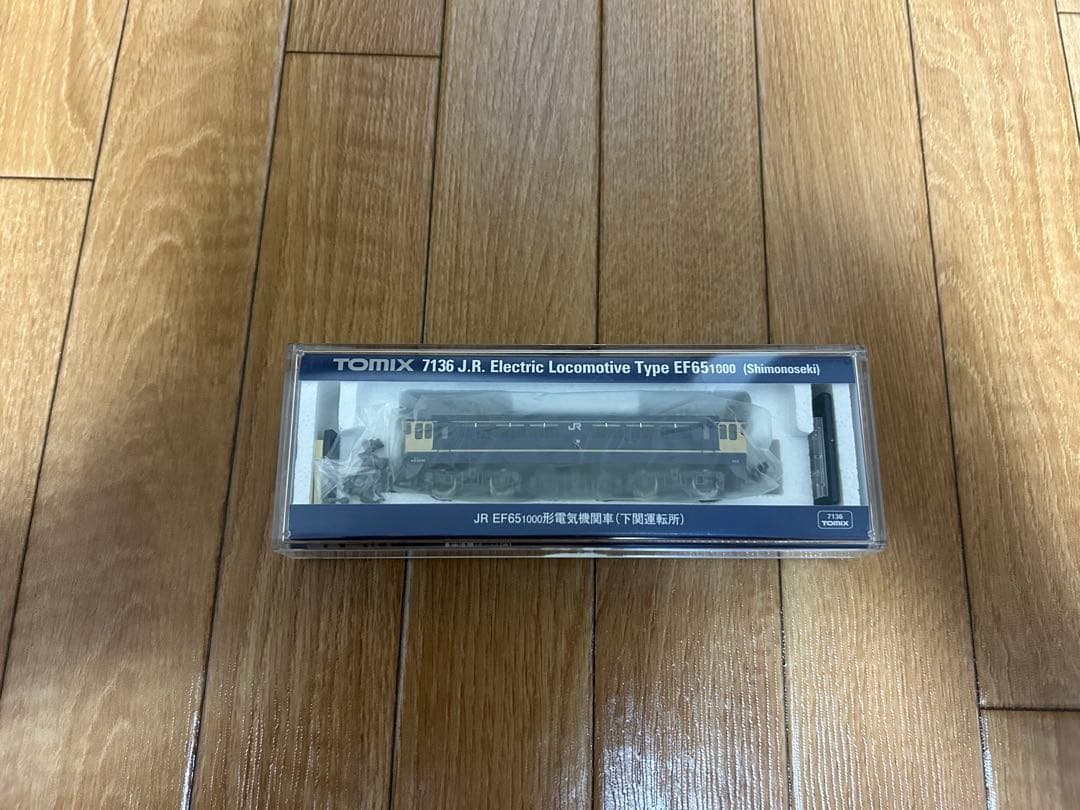 TOMIX 7136 J.R. Electric Locomotive Type EF651000 (Shimonoseki)
JR
JR EF651000形電気機関車(下関運転所)
7136
TOMIX